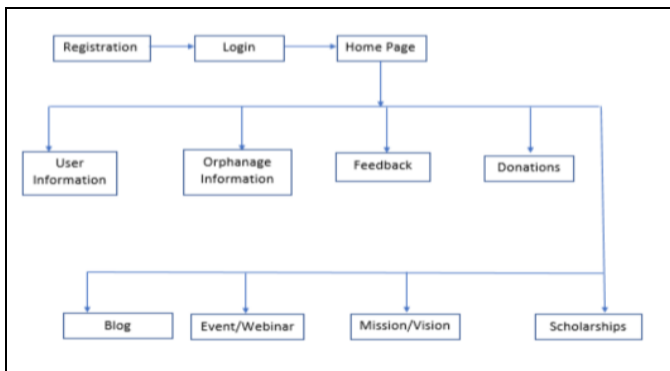 Registration
Login
Home Page
User
Information
Orphanage
Information
Feedback
Donations
Blog
Event/Webinar
Mission/Vision
Scholarships